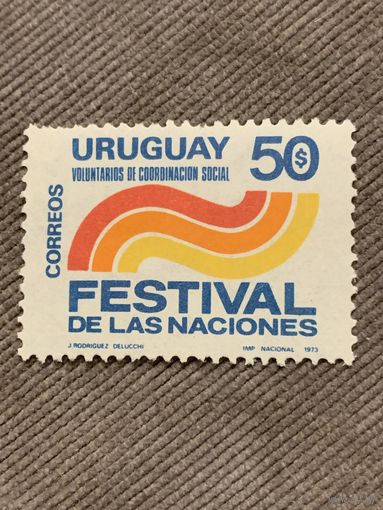 URUGUAY 50$
VOLUNTARIOS DE COORDINACION SOCIAL
CORREOS
FESTIVAL
DE LAS NACIONES
J. RODRIGUEZ DELUCCHI IMP NACIONAL 1973